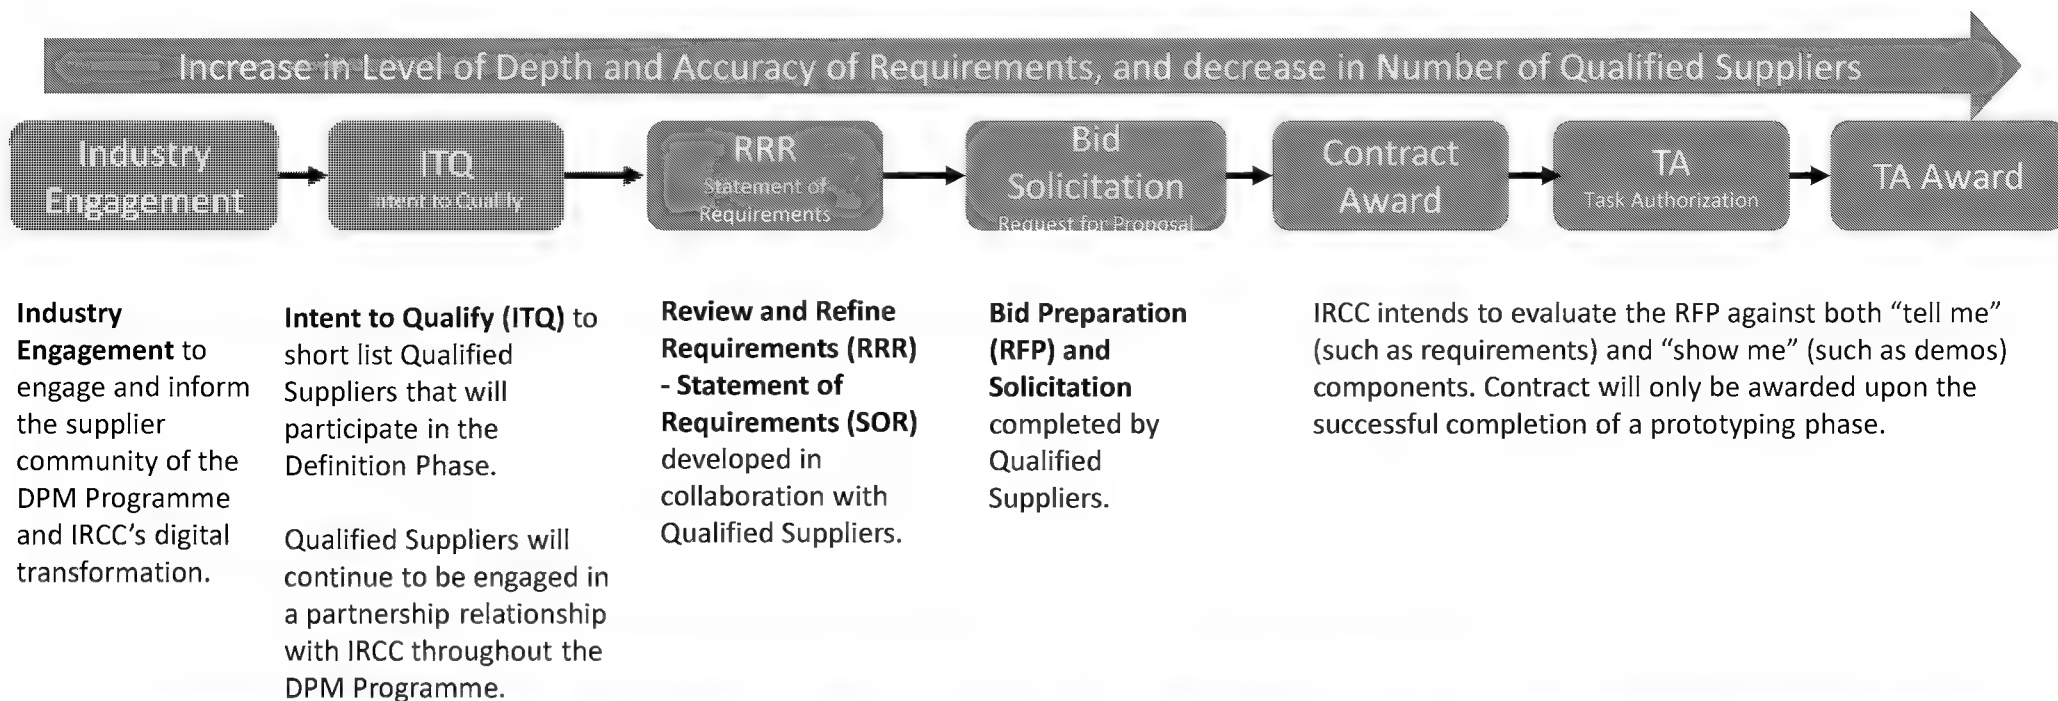 Increase in Level of Depth and Accuracy of Requirements, and decrease in Number of Qualified Suppliers
Industry
Engagement
ITQ
Intent to Qualify
RRR
Statement of
Requirements
Bid
Solicitation
Request for Proposal
Contract
Award
TA
Task Authorization
TA Award
Industry
Engagement to
engage and inform
the supplier
community of the
DPM Programme
and IRCC's digital
transformation.
Intent to Qualify (ITQ) to
short list Qualified
Suppliers that will
participate in the
Definition Phase.
Qualified Suppliers will
continue to be engaged in
a partnership relationship
with IRCC throughout the
DPM Programme.
Review and Refine
Requirements (RRR)
- Statement of
Requirements (SOR)
developed in
collaboration with
Qualified Suppliers.
Bid Preparation
(RFP) and
Solicitation
completed by
Qualified
Suppliers.
IRCC intends to evaluate the RFP against both “tell me”
(such as requirements) and “show me” (such as demos)
components. Contract will only be awarded upon the
successful completion of a prototyping phase.